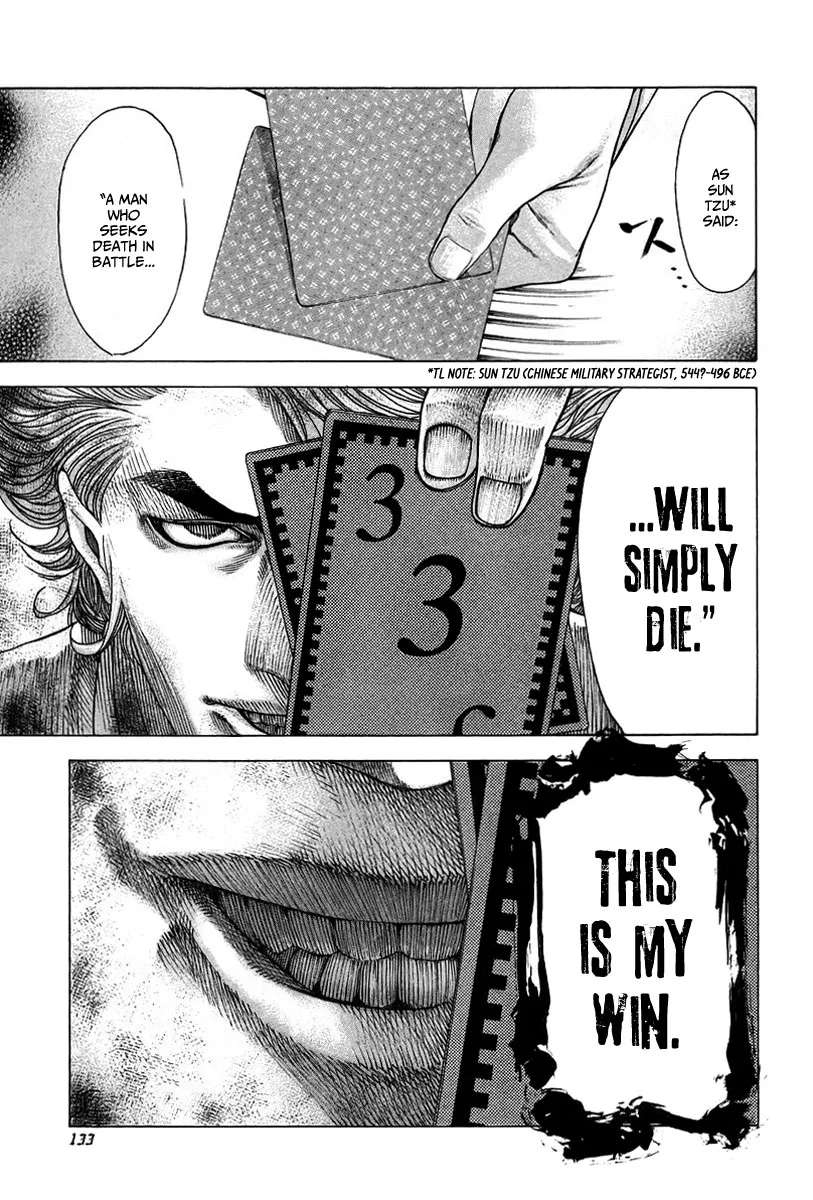 AS
SUN
TZU*
SAID:
"A MAN
WHO
SEEKS
DEATH IN
BATTLE...
*TL NOTE: SUN TZU (CHINESE MILITARY STRATEGIST, 544?-496 BCE)
...WILL
SIMPLY
DIE."
3
3
THIS
IS MY
WIN.
133